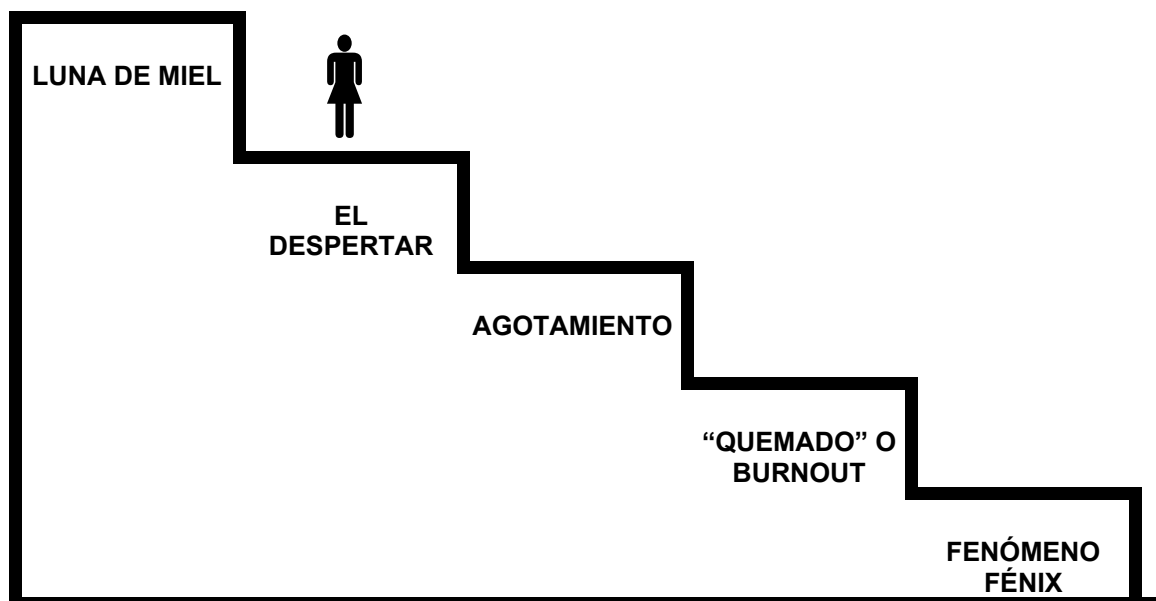 LUNA DE MIEL
EL
DESPERTAR
AGOTAMIENTO
“QUEMADO” O
BURNOUT
FENÓMENO
FÉNIX